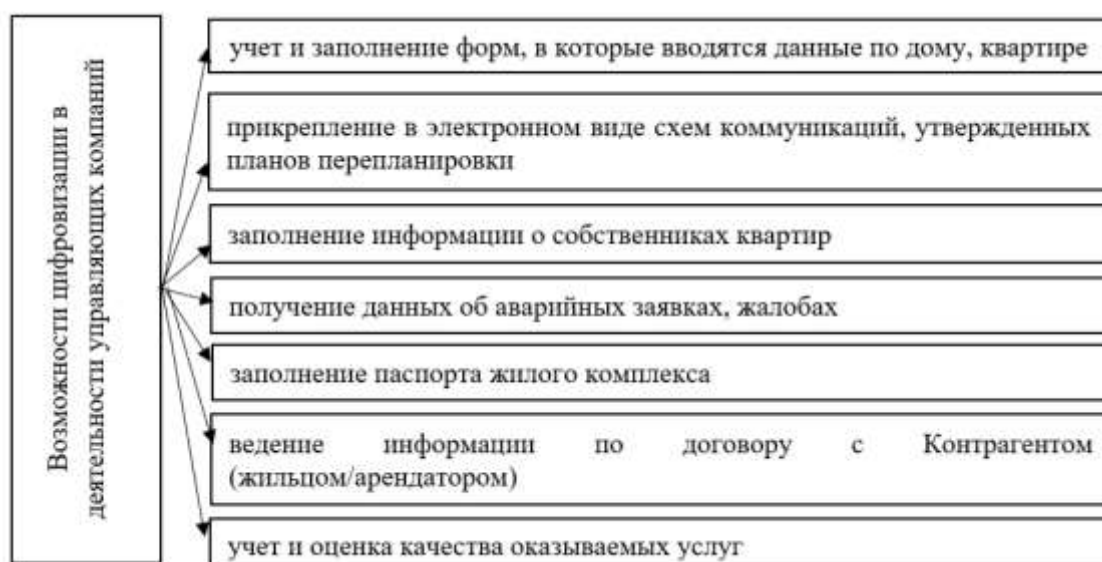 Возможности цифровизации в
деятельности управляющих компаний
учет и заполнение форм, в которые вводятся данные по дому, квартире
прикрепление в электронном виде схем коммуникаций, утвержденных
планов перепланировки
заполнение информации о собственниках квартир
получение данных об аварийных заявках, жалобах
заполнение паспорта жилого комплекса
ведение информации по договору с Контрагентом
(жильцом/арендатором)
учет и оценка качества оказываемых услуг